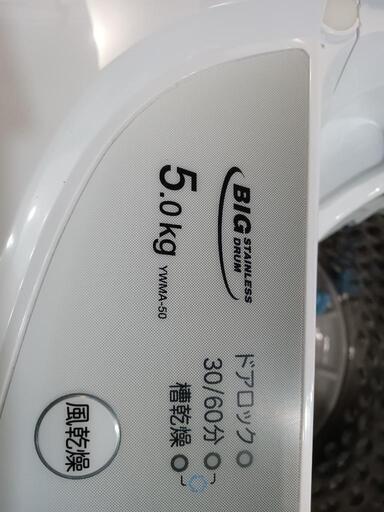 BIG STAINLESS
DRUM
5.0kg YWMA-50
ドアロック
30/60分
槽乾燥
風乾燥